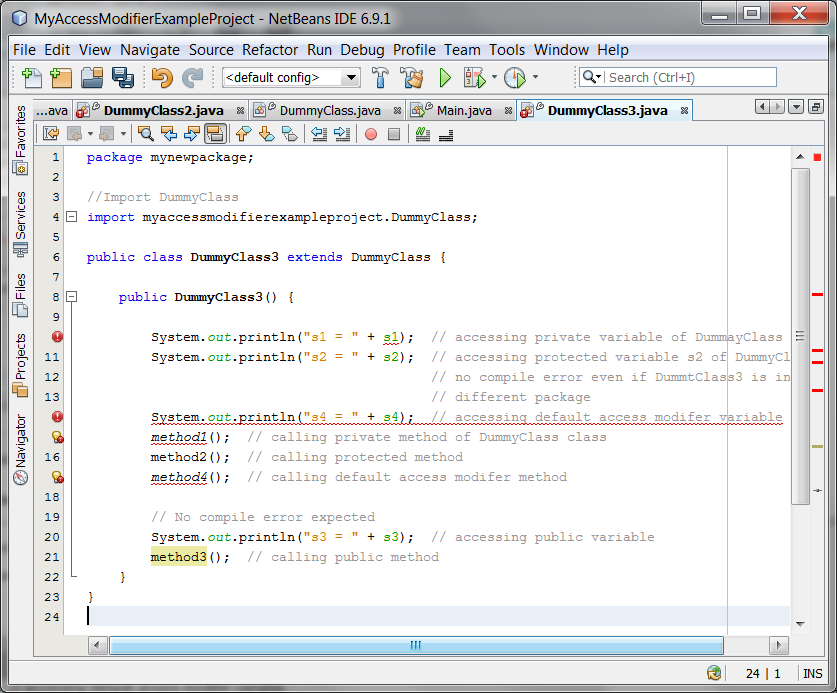 MyAccessModifierExampleProject - NetBeans IDE 6.9.1
File Edit View Navigate Source Refactor Run Debug Profile Team Tools Window Help
<default config>
Search (Ctrl+I)
...ava DummyClass2.java DummyClass.java Main.java DummyClass3.java
Favorites
Services
Files
Projects
Navigator
1 package mynewpackage;
2
3 //Import DummyClass
4 import myaccessmodifierexampleproject.DummyClass;
5
6 public class DummyClass3 extends DummyClass {
7
8 public DummyClass3() {
9
System.out.println("s1 = " + s1); // accessing private variable of DummayClass
11 System.out.println("s2 = " + s2); // accessing protected variable s2 of DummyCl
12 // no compile error even if DummtClass3 is in
13 // different package
System.out.println("s4 = " + s4); // accessing default access modifer variable
method1(); // calling private method of DummyClass class
16 method2(); // calling protected method
method4(); // calling default access modifer method
18
19 // No compile error expected
20 System.out.println("s3 = " + s3); // accessing public variable
21 method3(); // calling public method
22 }
23 }
24
24 | 1 INS